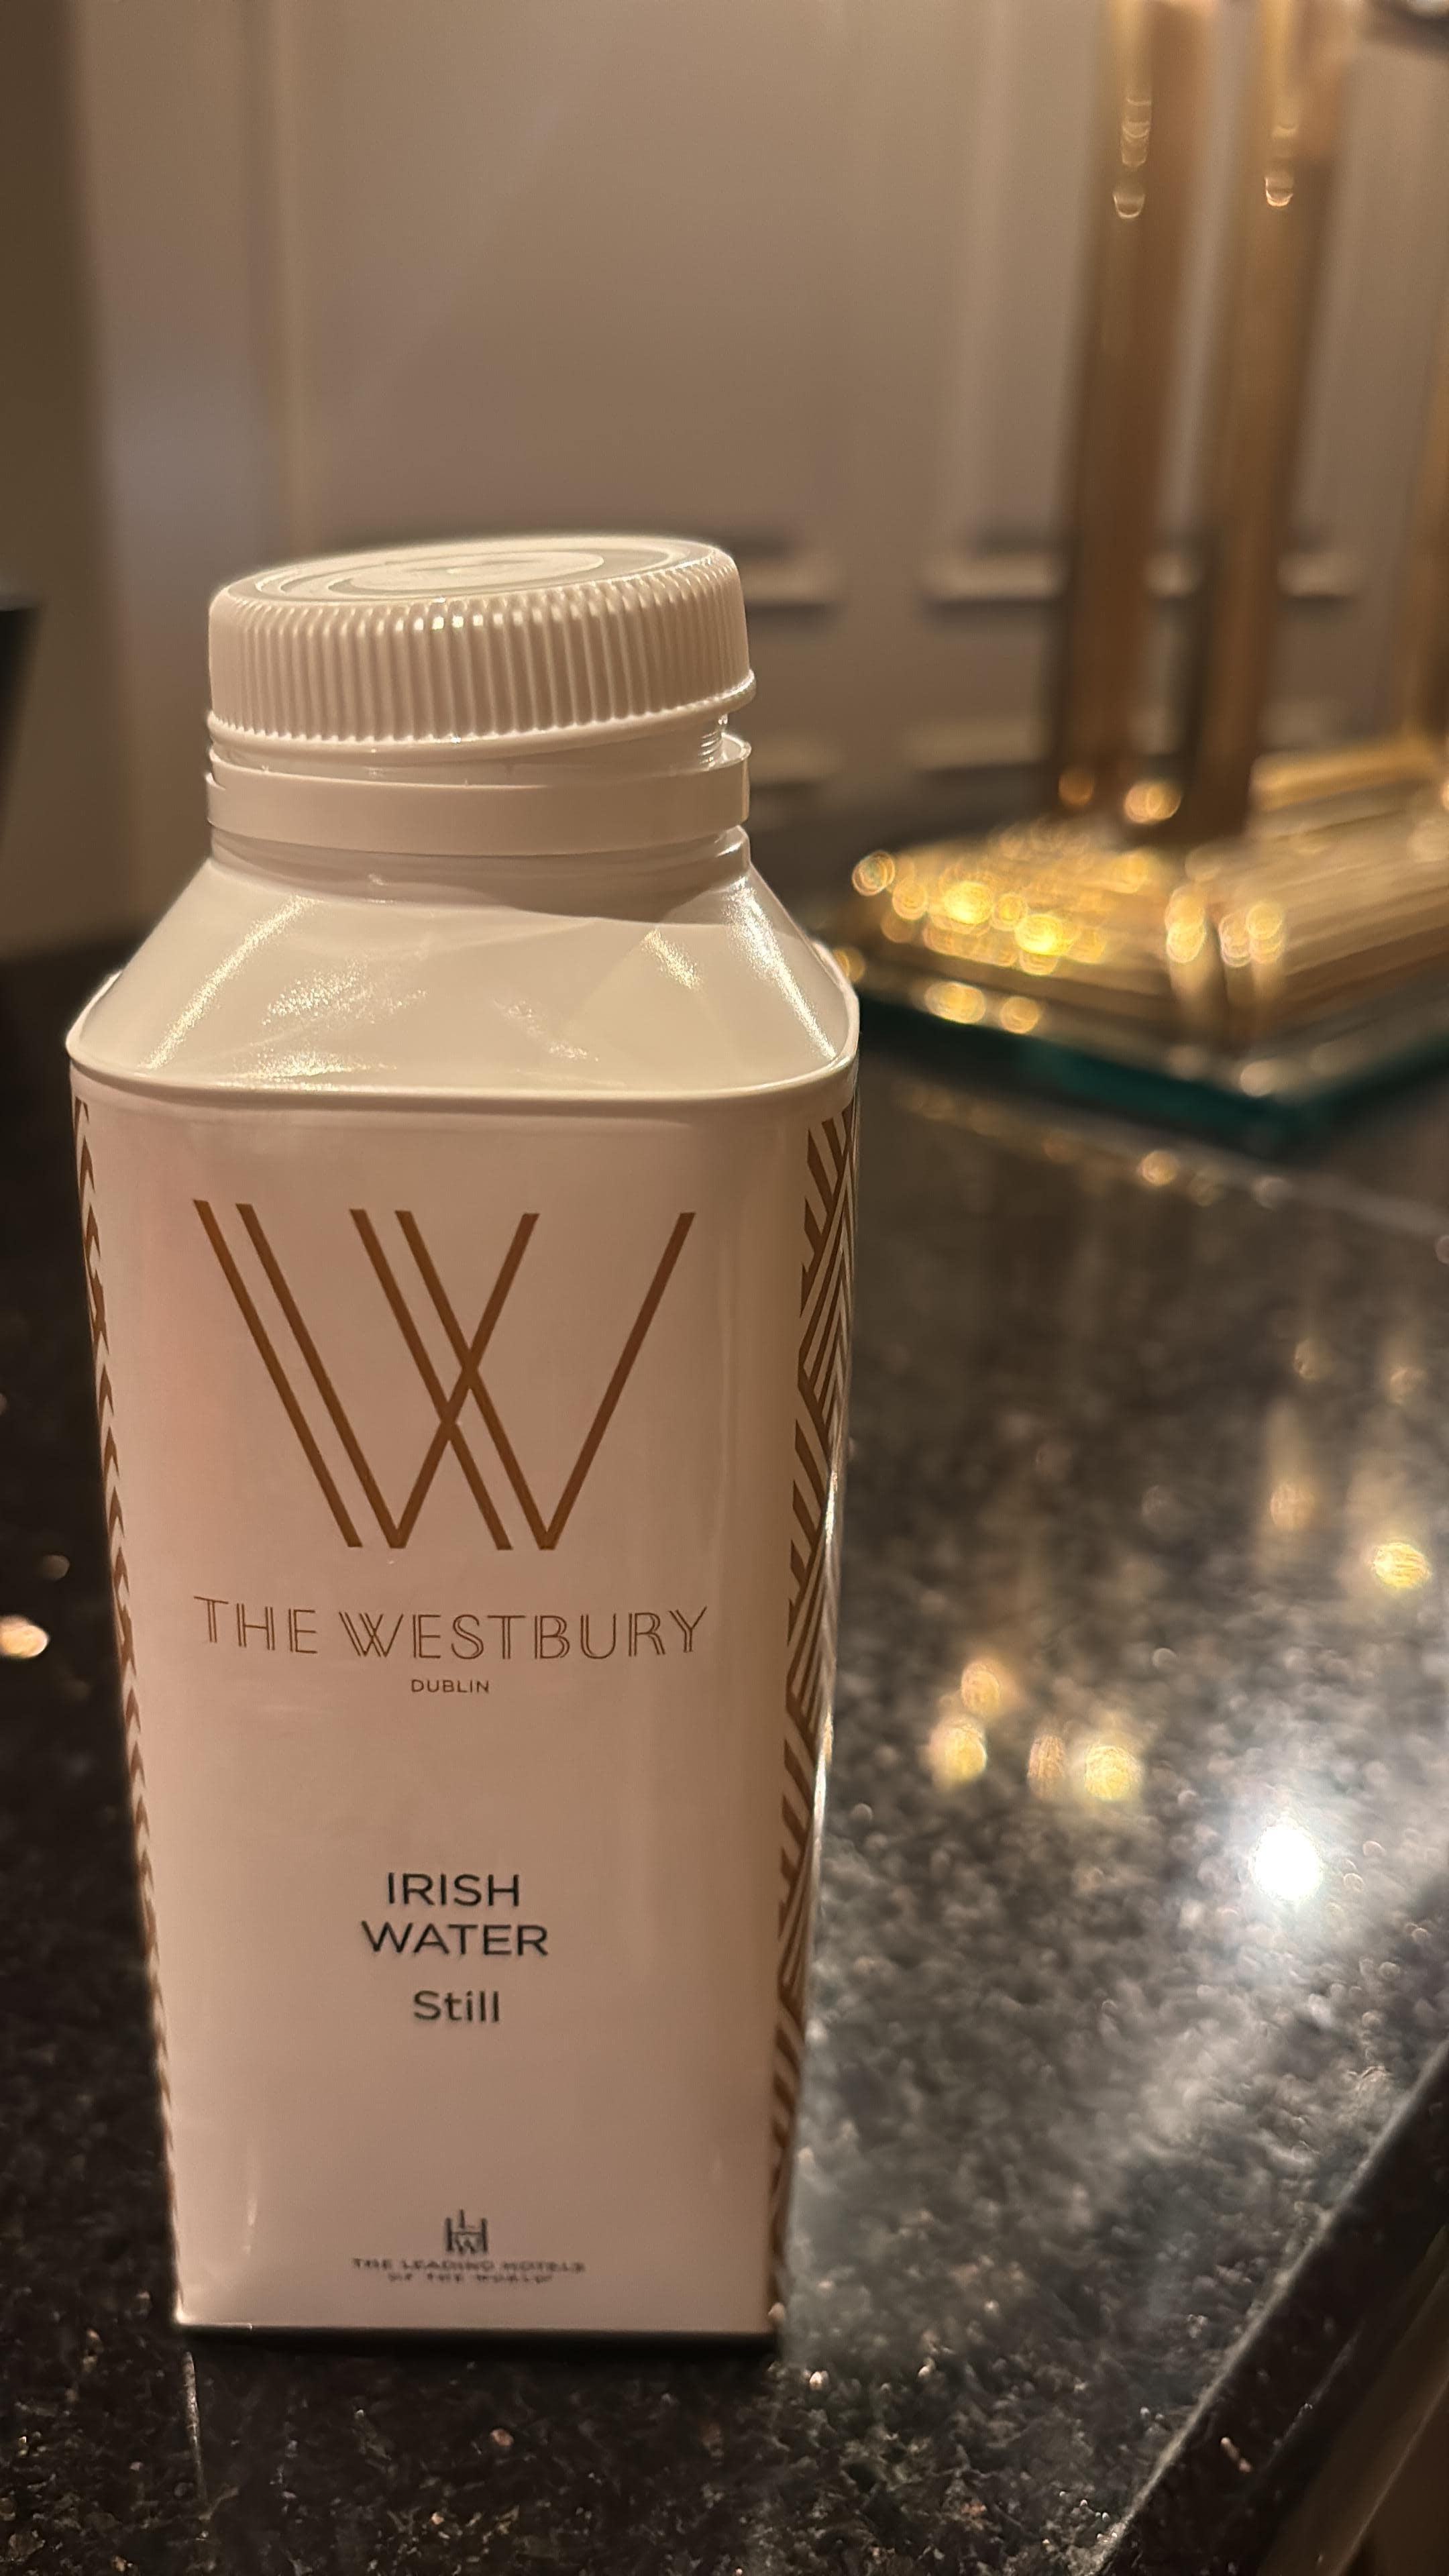 W
THE WESTBURY
DUBLIN
IRISH
WATER
Still
THE LEADING HOTELS
OF THE WORLD